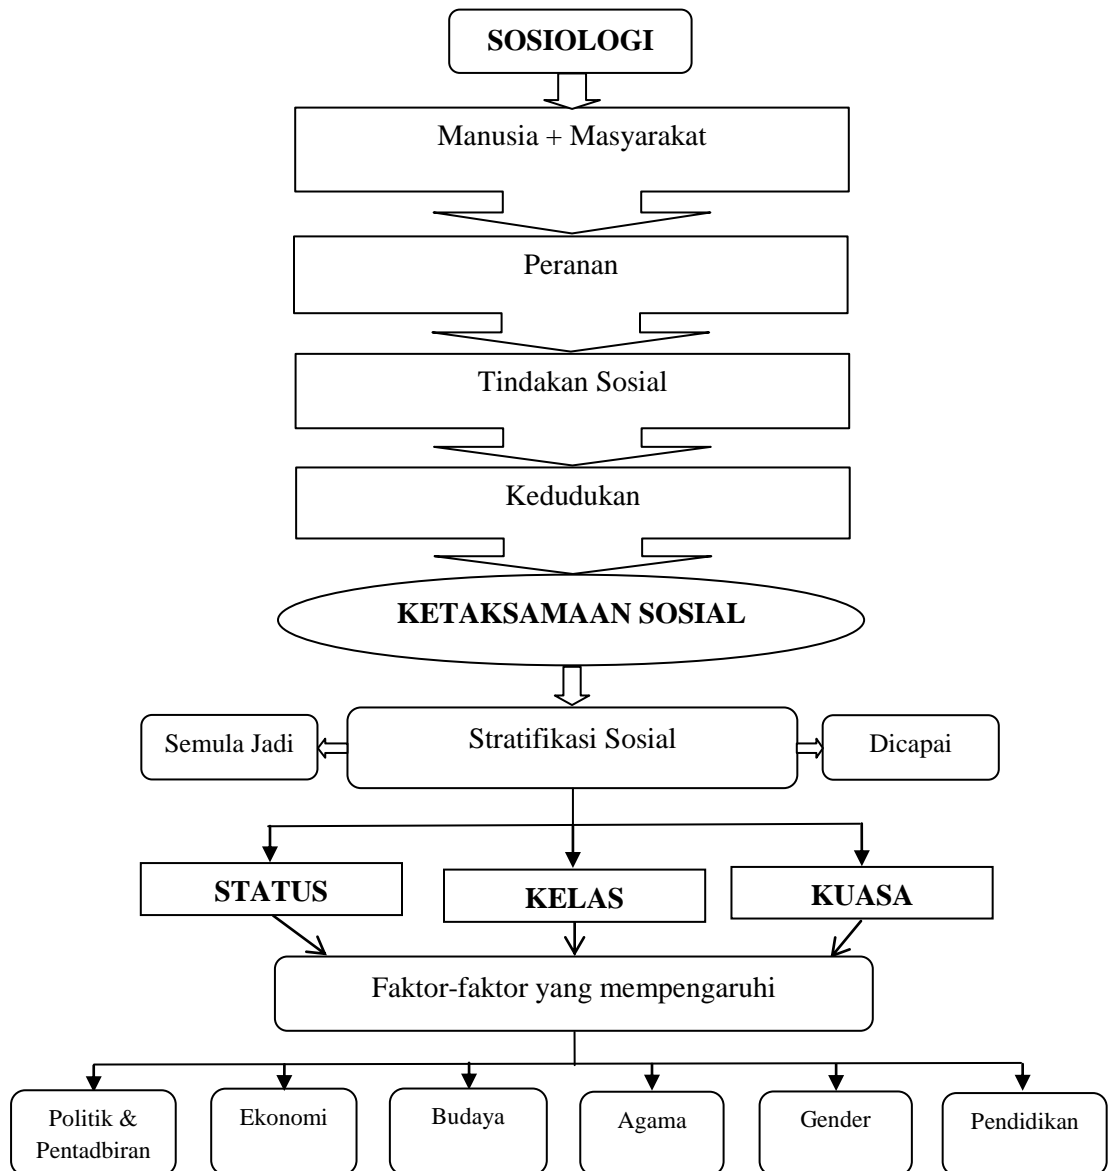 SOSIOLOGI
Manusia + Masyarakat
Peranan
Tindakan Sosial
Kedudukan
KETAKSAMAAN SOSIAL
Semula Jadi
Stratifikasi Sosial
Dicapai
STATUS
KELAS
KUASA
Faktor-faktor yang mempengaruhi
Politik &
Pentadbiran
Ekonomi
Budaya
Agama
Gender
Pendidikan